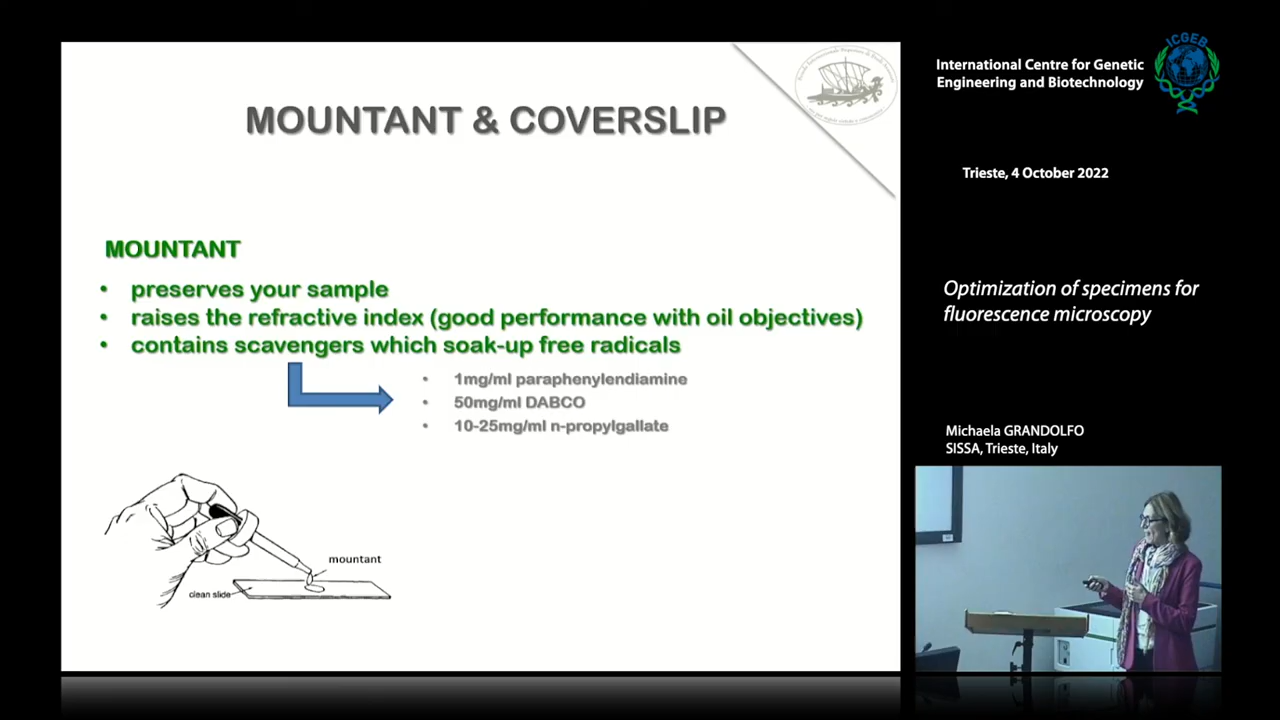 MOUNTANT & COVERSLIP
MOUNTANT
• preserves your sample
• raises the refractive index (good performance with oil objectives)
• contains scavengers which soak-up free radicals
• 1mg/ml paraphenylendiamine
• 50mg/ml DABCO
• 10-25mg/ml n-propylgallate
mountant
clean slide
International Centre for Genetic
Engineering and Biotechnology
ICGEB
Trieste, 4 October 2022
Optimization of specimens for
fluorescence microscopy
Michaela GRANDOLFO
SISSA, Trieste, Italy